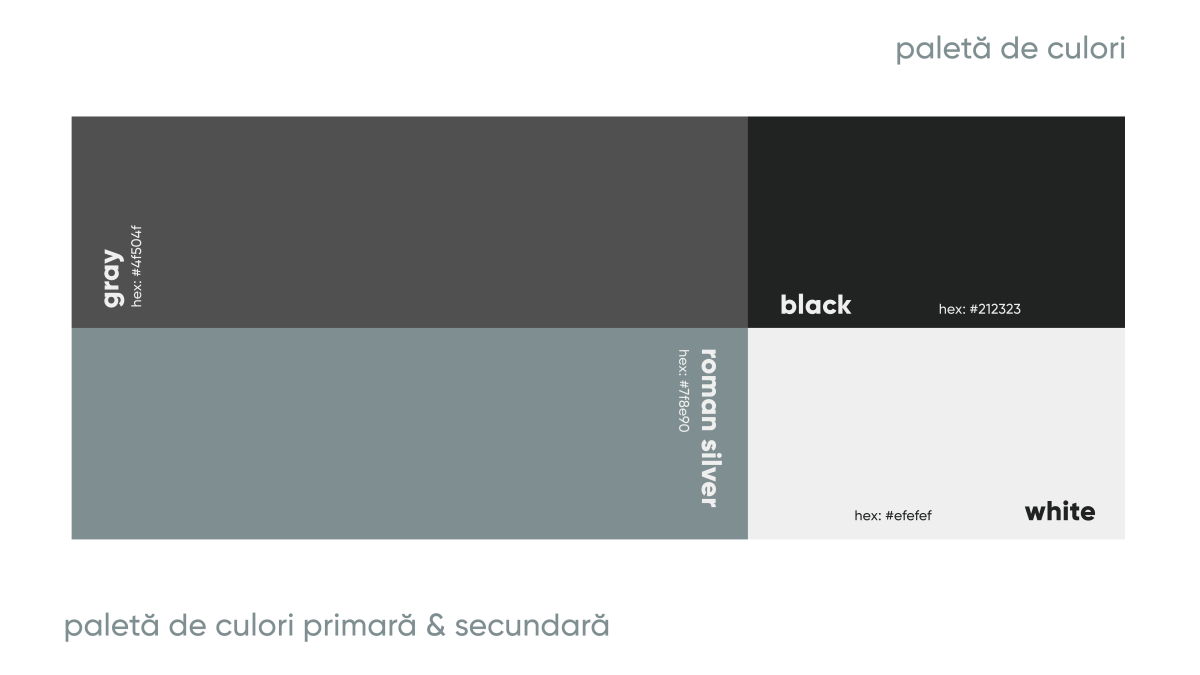 paletă de culori
gray
hex: #4f504f
black
hex: #212323
roman silver
hex: #7f8e90
hex: #efefef
white
paletă de culori primară & secundară